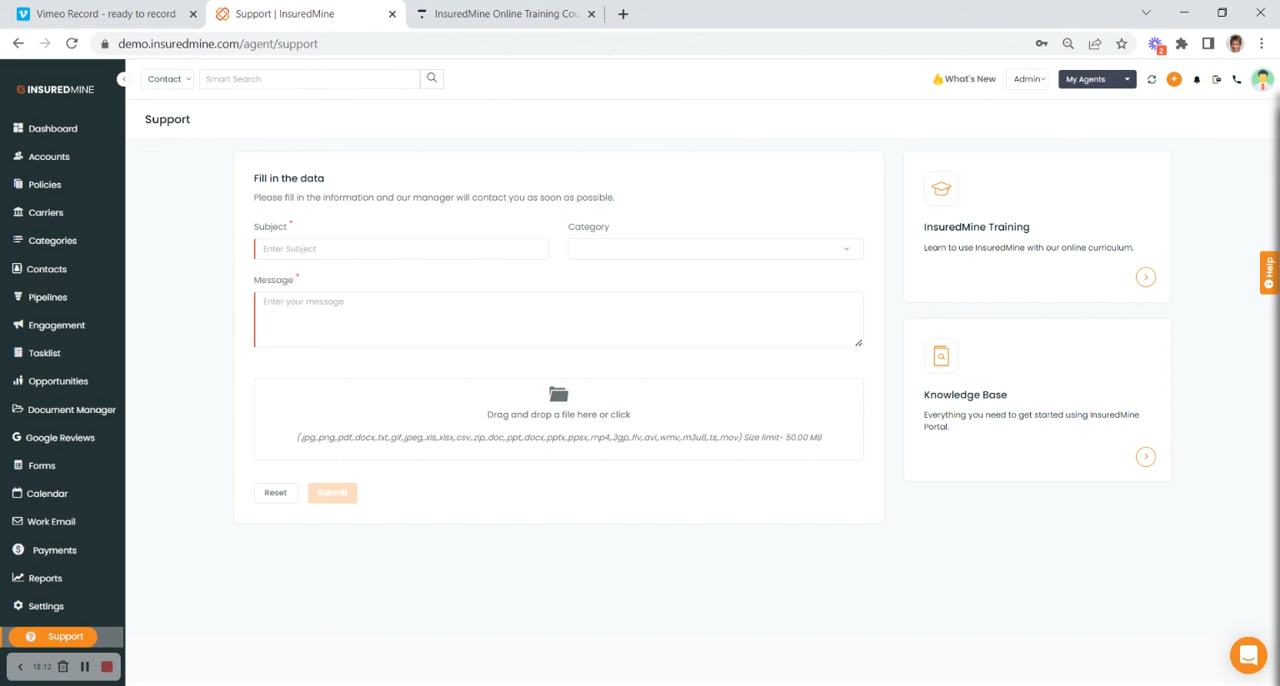 Vimeo Record - ready to record
Support | InsuredMine
InsuredMine Online Training Cou
demo.insuredmine.com/agent/support
2
INSUREDMINE
Contact
Smart Search
What's New
Admin
My Agents
Dashboard
Accounts
Policies
Carriers
Categories
Contacts
Pipelines
Engagement
Tasklist
Opportunities
Document Manager
Google Reviews
Forms
Calendar
Work Email
Payments
Reports
Settings
Support
18:12
Support
Fill in the data
Please fill in the information and our manager will contact you as soon as possible.
Subject *
Category
Enter Subject
Message *
Enter your message
Drag and drop a file here or click
(.jpg,.png,.pdf,.docx,.txt,.gif,.jpeg,.xls,.xlsx,.csv,.zip,.doc,.ppt,.docx,.pptx,.ppsx,.mp4,.3gp,.flv,.avi,.wmv,.m3u8,.ts,.mov) Size limit- 50.00 MB
Reset
Submit
InsuredMine Training
Learn to use InsuredMine with our online curriculum.
Knowledge Base
Everything you need to get started using InsuredMine
Portal.
Help